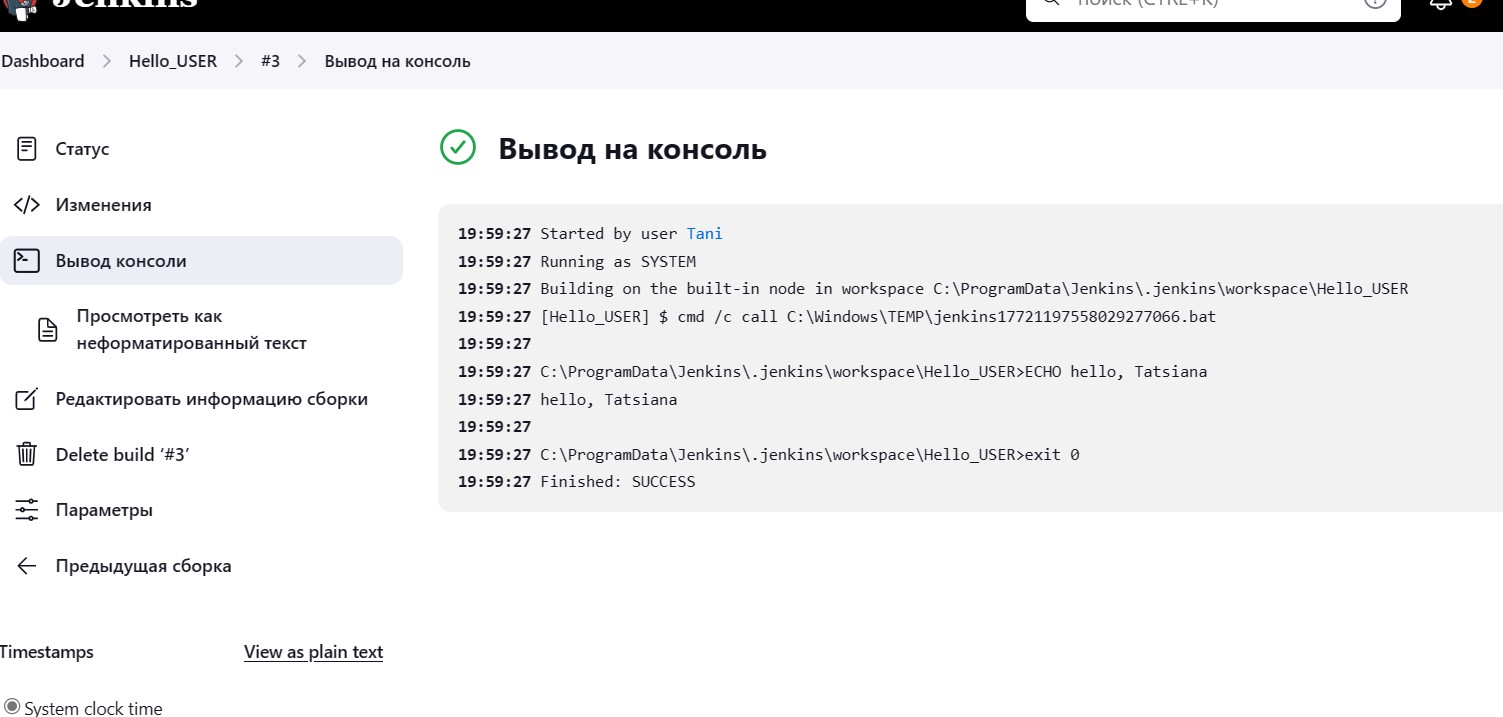 Jenkins
Поиск (CTRL+K)
2
Dashboard > Hello_USER > #3 > Вывод на консоль
Статус
Изменения
Вывод консоли
Просмотреть как
неформатированный текст
Редактировать информацию сборки
Delete build ‘#3’
Параметры
Предыдущая сборка
Timestamps
View as plain text
System clock time
Вывод на консоль
19:59:27 Started by user Tani
19:59:27 Running as SYSTEM
19:59:27 Building on the built-in node in workspace C:\ProgramData\Jenkins\.jenkins\workspace\Hello_USER
19:59:27 [Hello_USER] $ cmd /c call C:\Windows\TEMP\jenkins17721197558029277066.bat
19:59:27
19:59:27 C:\ProgramData\Jenkins\.jenkins\workspace\Hello_USER>ECHO hello, Tatsiana
19:59:27 hello, Tatsiana
19:59:27
19:59:27 C:\ProgramData\Jenkins\.jenkins\workspace\Hello_USER>exit 0
19:59:27 Finished: SUCCESS